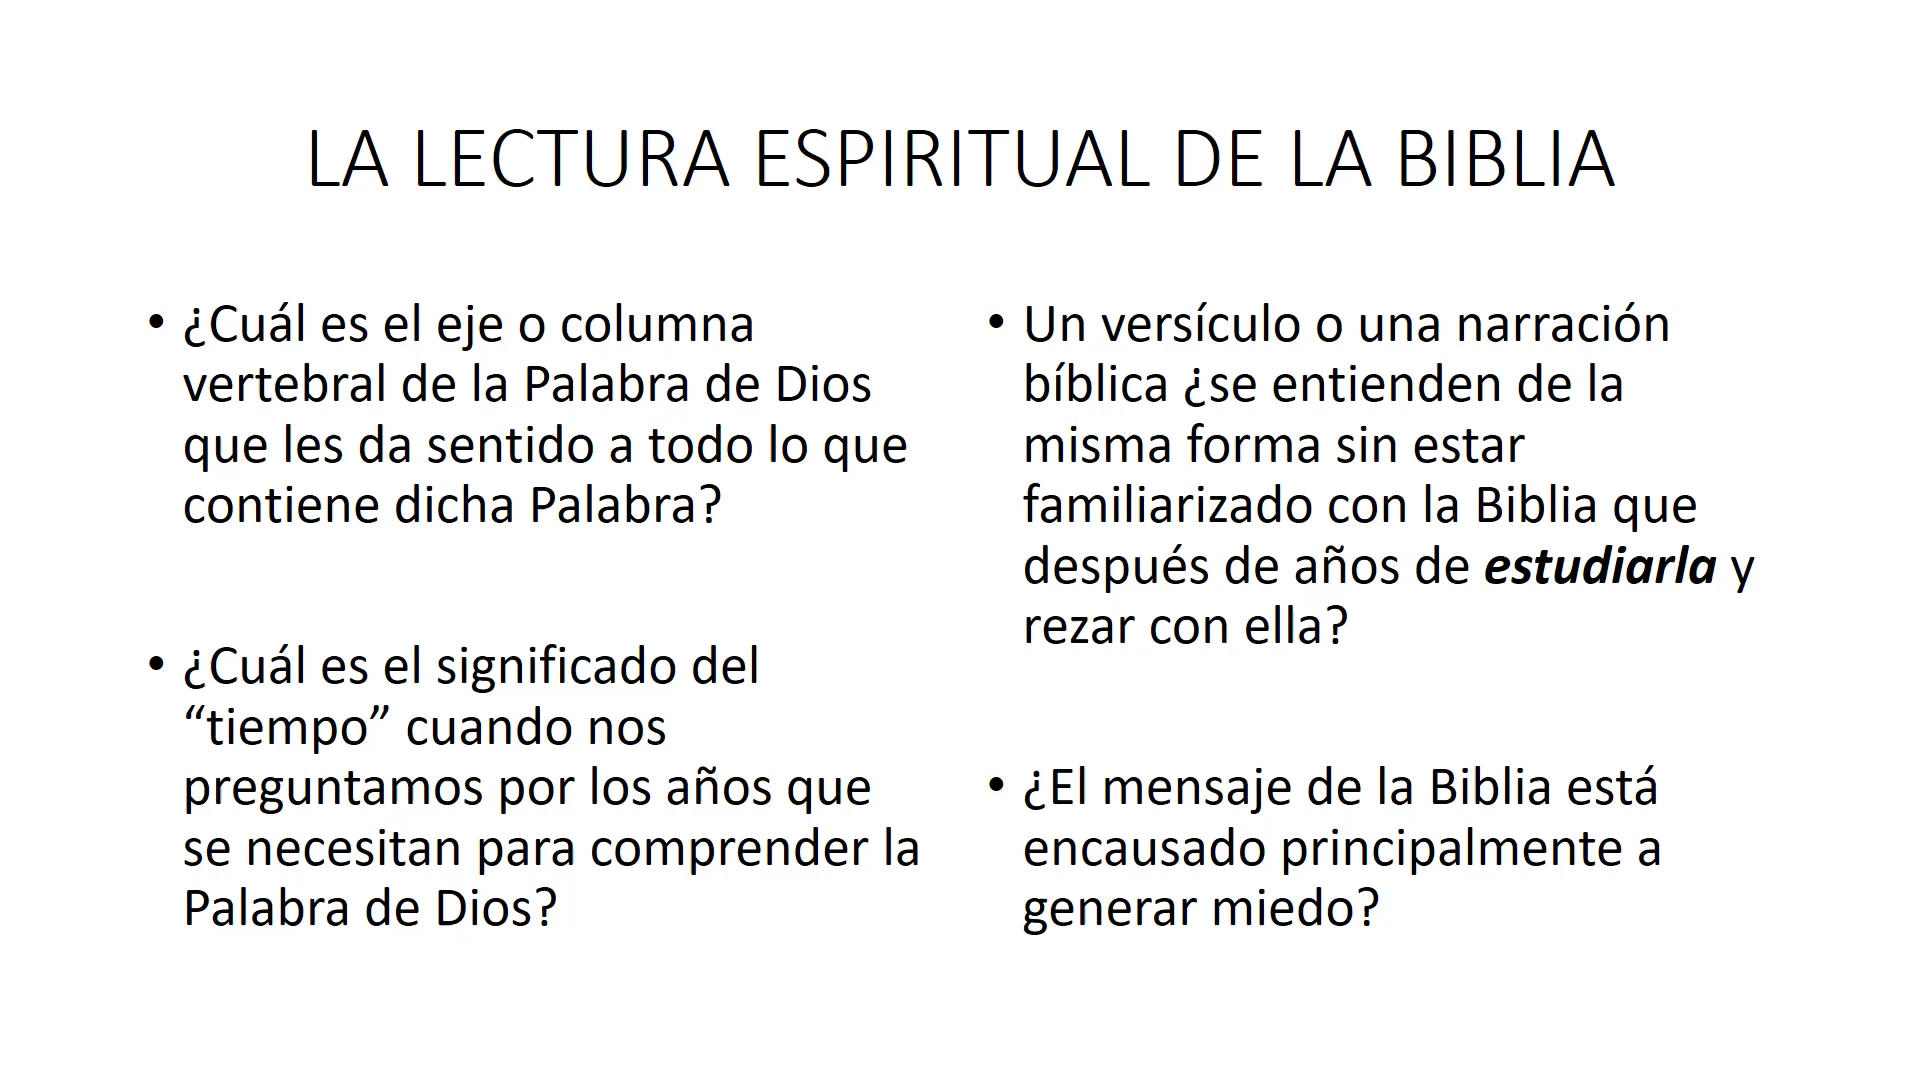 LA LECTURA ESPIRITUAL DE LA BIBLIA
• ¿Cuál es el eje o columna
vertebral de la Palabra de Dios
que les da sentido a todo lo que
contiene dicha Palabra?
• ¿Cuál es el significado del
“tiempo” cuando nos
preguntamos por los años que
se necesitan para comprender la
Palabra de Dios?
• Un versículo o una narración
bíblica ¿se entienden de la
misma forma sin estar
familiarizado con la Biblia que
después de años de estudiarla y
rezar con ella?
• ¿El mensaje de la Biblia está
encausado principalmente a
generar miedo?